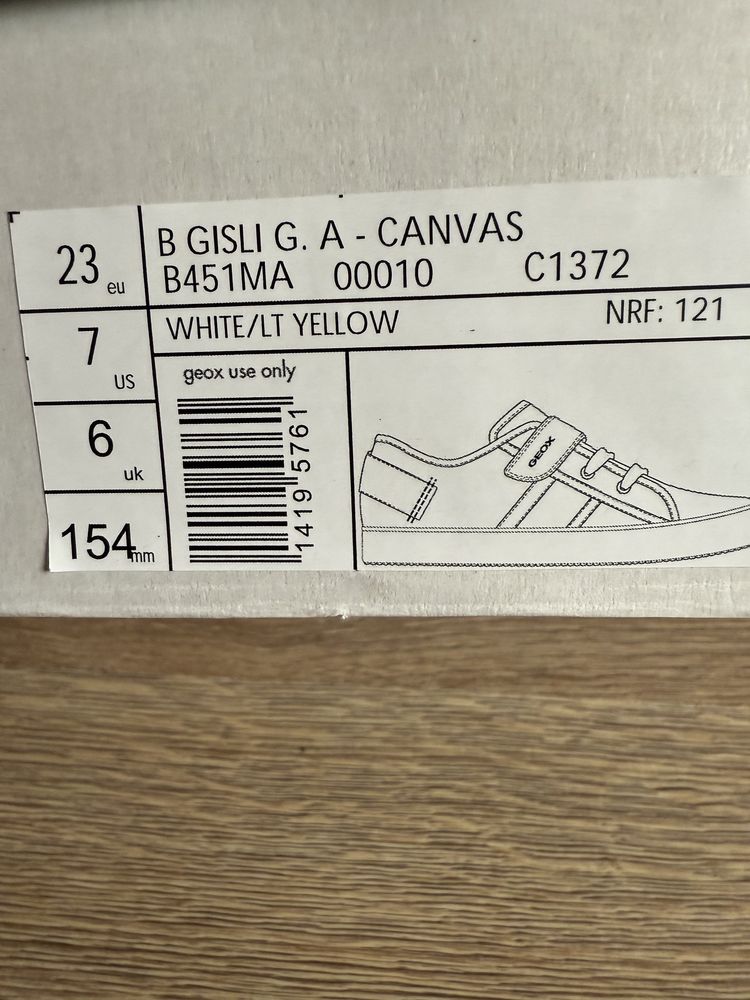 23 eu
7 US
6 uk
154 mm
B GISLI G. A - CANVAS
B451MA 00010 C1372
WHITE/LT YELLOW NRF: 121
geox use only
1419 5761
GEOX